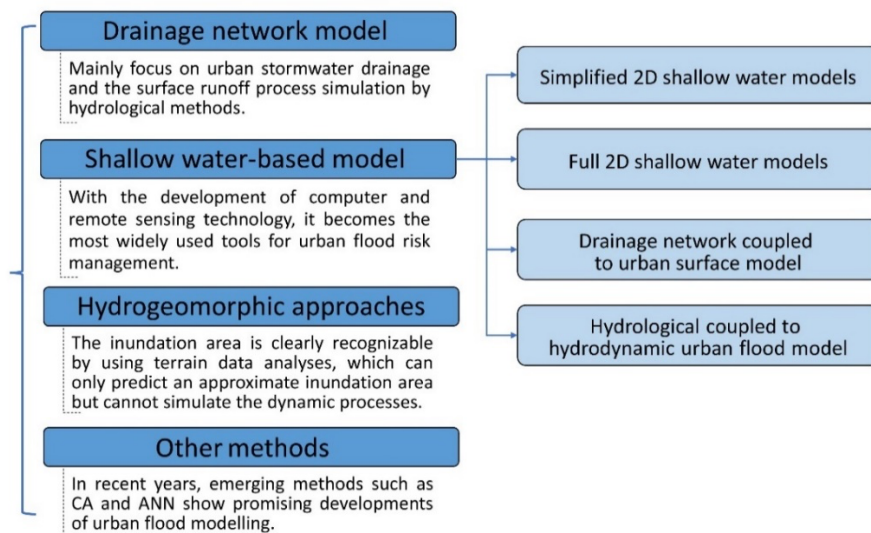 Drainage network model
Mainly focus on urban stormwater drainage
and the surface runoff process simulation by
hydrological methods.
Shallow water-based model
With the development of computer and
remote sensing technology, it becomes the
most widely used tools for urban flood risk
management.
Hydrogeomorphic approaches
The inundation area is clearly recognizable
by using terrain data analyses, which can
only predict an approximate inundation area
but cannot simulate the dynamic processes.
Other methods
In recent years, emerging methods such as
CA and ANN show promising developments
of urban flood modelling.
Simplified 2D shallow water models
Full 2D shallow water models
Drainage network coupled
to urban surface model
Hydrological coupled to
hydrodynamic urban flood model